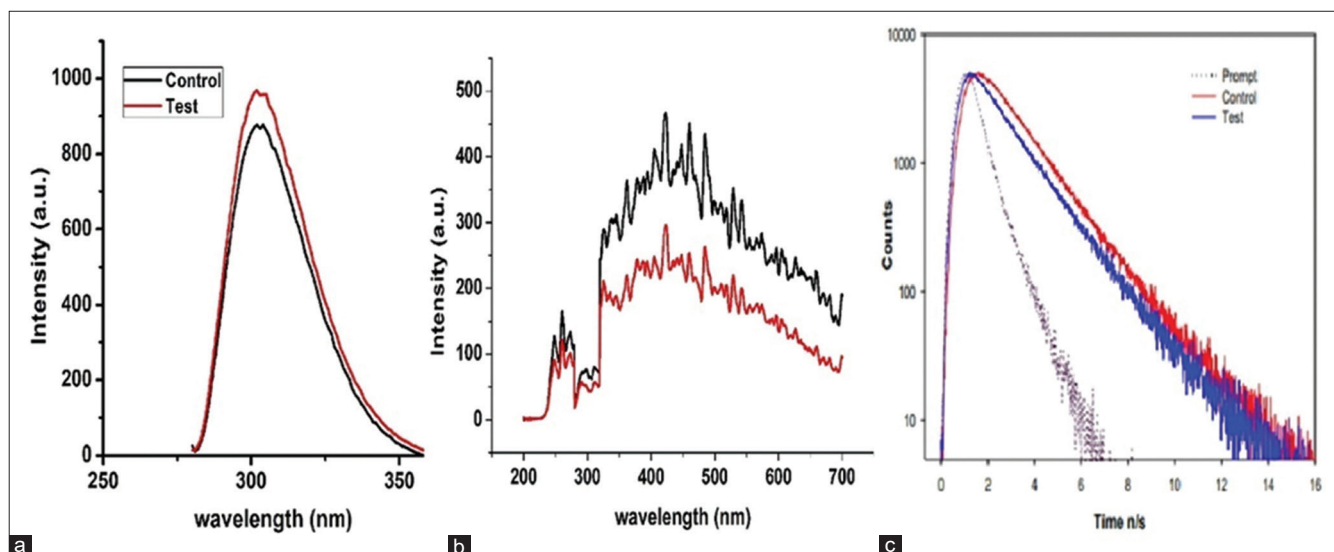 Control
Test
1000
800
600
400
200
0
250
300
350
Intensity (a.u.)
wavelength (nm)
a
500
400
300
200
100
0
200
300
400
500
600
700
Intensity (a.u.)
wavelength (nm)
b
10000
1000
100
10
Prompt
Control
Test
Counts
0
2
4
6
8
10
12
14
16
Time n/s
c